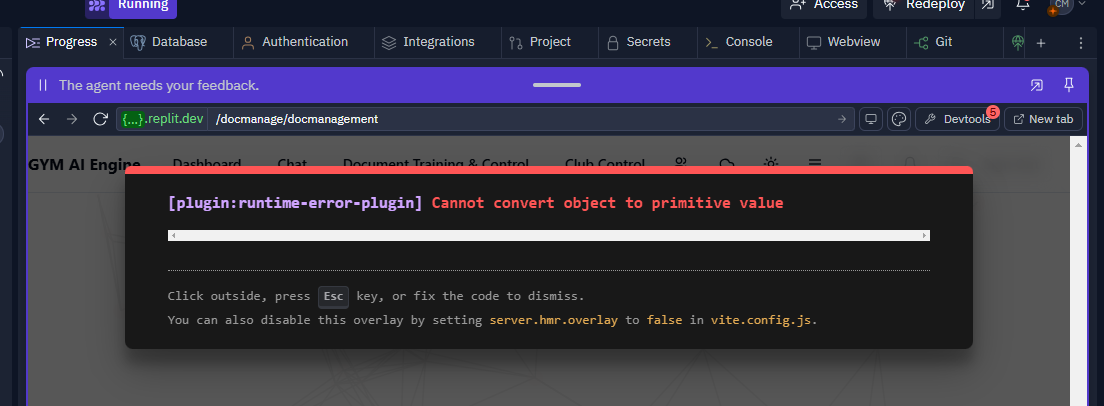 Running
Access Redeploy CM
Progress Database Authentication Integrations Project Secrets Console Webview Git
The agent needs your feedback.
{...}.replit.dev /docmanage/docmanagement Devtools 5 New tab
GYM AI Engine Dashboard Chat Document Training & Control Club Control
[plugin:runtime-error-plugin] Cannot convert object to primitive value
Click outside, press Esc key, or fix the code to dismiss.
You can also disable this overlay by setting server.hmr.overlay to false in vite.config.js.